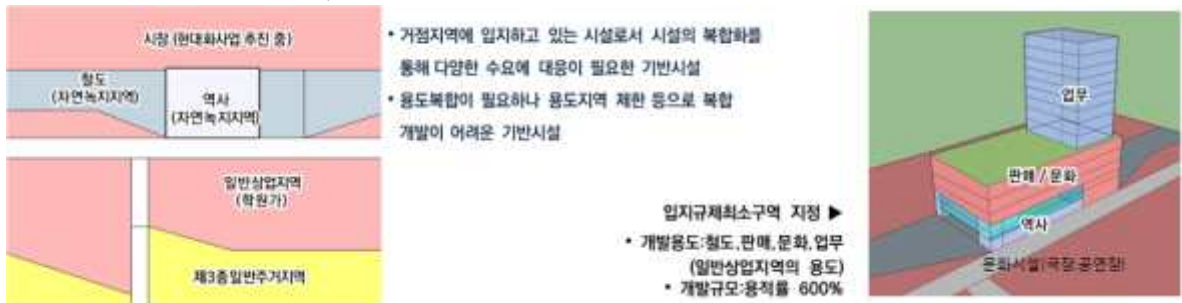 시장 (현대화사업 추진 중)
철도
(자연녹지지역)
역사
(자연녹지지역)
일반상업지역
(학원가)
제3종일반주거지역
• 거점지역에 입지하고 있는 시설로서 시설의 복합화를
통해 다양한 수요에 대응이 필요한 기반시설
• 용도복합이 필요하나 용도지역 제한 등으로 복합
개발이 어려운 기반시설
입지규제최소구역 지정 ▶
• 개발용도:철도,판매,문화,업무
(일반상업지역의 용도)
• 개발규모:용적률 600%
업무
판매 / 문화
역사
문화시설(극장,공연장)